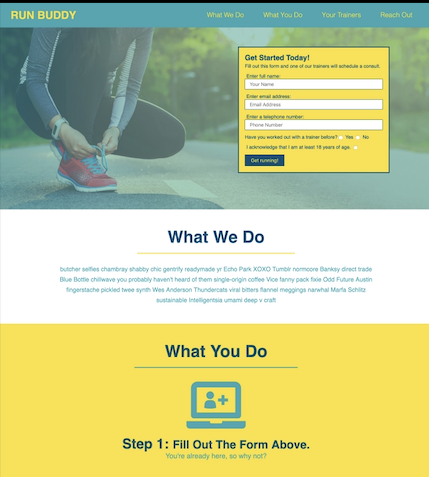 RUN BUDDY
What We Do What You Do Your Trainers Reach Out
Get Started Today!
Fill out this form and one of our trainers will schedule a consult.
Enter full name:
Your Name
Enter email address:
Email Address
Enter a telephone number:
Phone Number
Have you worked out with a trainer before? Yes No
I acknowledge that I am at least 18 years of age.
Get running!
What We Do
butcher selfies chambray shabby chic gentrify readymade yr Echo Park XOXO Tumblr normcore Banksy direct trade
Blue Bottle chillwave you probably haven't heard of them single-origin coffee Vice fanny pack fixie Odd Future Austin
fingerstache pickled twee synth Wes Anderson Thundercats viral bitters flannel meggings narwhal Marfa Schlitz
sustainable Intelligentsia umami deep v craft
What You Do
Step 1: Fill Out The Form Above.
You're already here, so why not?